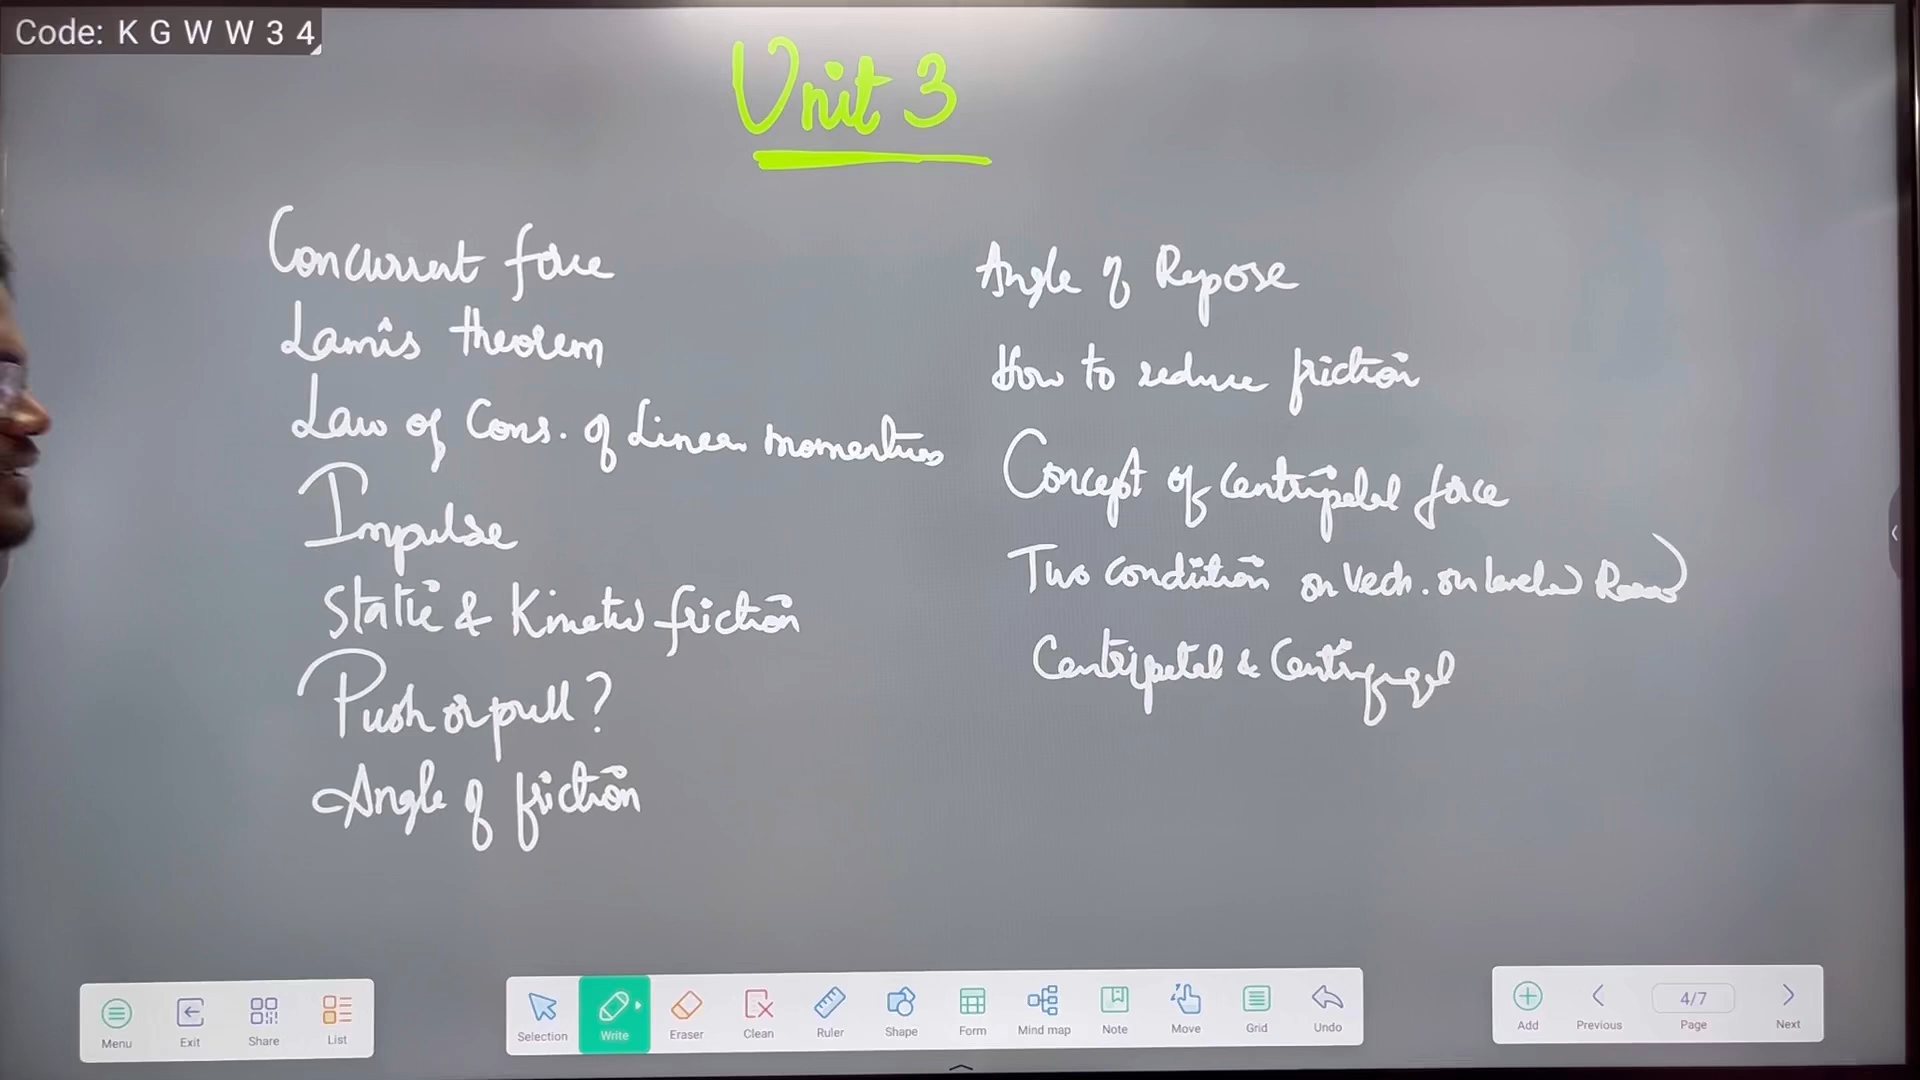 Code: K G W W 3 4
Unit 3
Concurrent force
Lamis theorem
Law of Cons. of Linear momentum
Impulse
Static & Kinetic friction
Push or pull?
Angle of friction
Angle of Repose
How to reduce friction
Concept of Centripetal force
Two condition on Vech. on leveled Road
Centripetal & Centrifugal
Menu
Exit
Share
List
Selection
Write
Eraser
Clean
Ruler
Shape
Form
Mind map
Note
Move
Grid
Undo
Add
Previous
4/7
Page
Next